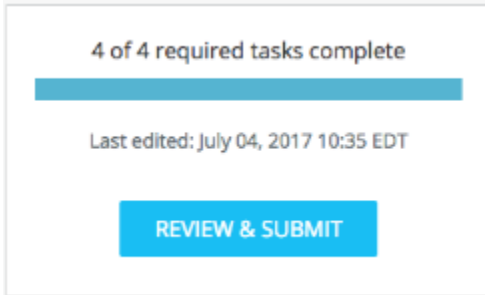 4 of 4 required tasks complete
Last edited: July 04, 2017 10:35 EDT
REVIEW & SUBMIT